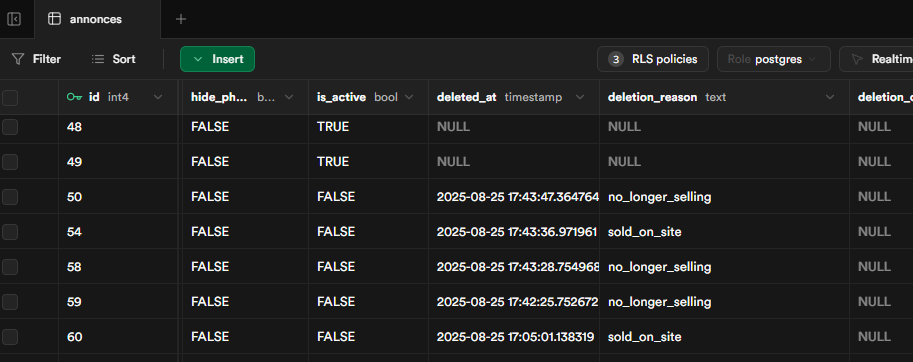 annonces
Filter Sort Insert 3 RLS policies Role postgres Realtime
id int4 hide_ph... b... is_active bool deleted_at timestamp deletion_reason text deletion_c
48 FALSE TRUE NULL NULL NULL
49 FALSE TRUE NULL NULL NULL
50 FALSE FALSE 2025-08-25 17:43:47.364764 no_longer_selling NULL
54 FALSE FALSE 2025-08-25 17:43:36.971961 sold_on_site NULL
58 FALSE FALSE 2025-08-25 17:43:28.754968 no_longer_selling NULL
59 FALSE FALSE 2025-08-25 17:42:25.752672 no_longer_selling NULL
60 FALSE FALSE 2025-08-25 17:05:01.138319 sold_on_site NULL